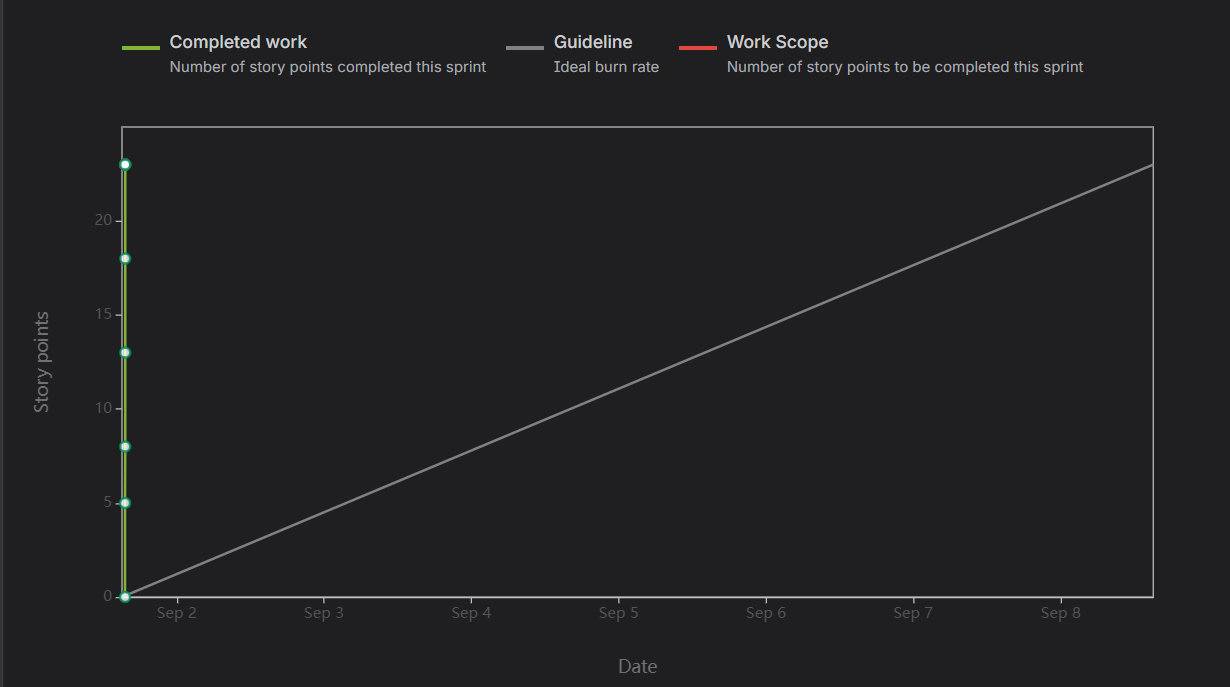 Completed work
Number of story points completed this sprint
Guideline
Ideal burn rate
Work Scope
Number of story points to be completed this sprint
Story points
20
15
10
5
0
Sep 2 Sep 3 Sep 4 Sep 5 Sep 6 Sep 7 Sep 8
Date